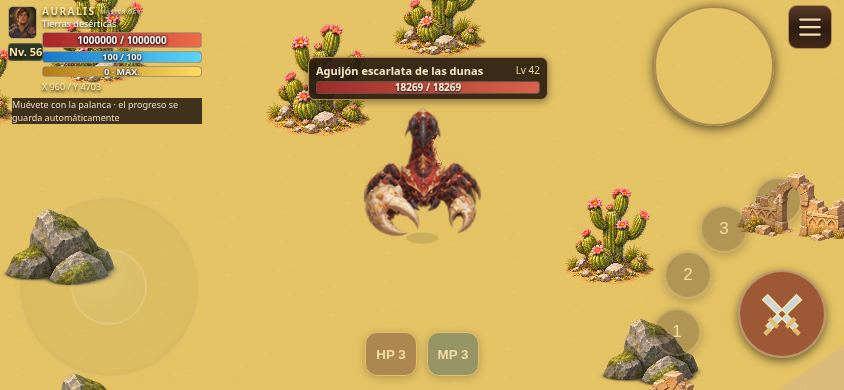 AURALIS
Tierras desérticas
Nv. 56
1000000 / 1000000
100 / 100
0 · MÁX.
X 960 / Y 4703
Muévete con la palanca · el progreso se
guarda automáticamente
Aguijón escarlata de las dunas
Lv 42
18269 / 18269
3
2
1
HP 3
MP 3